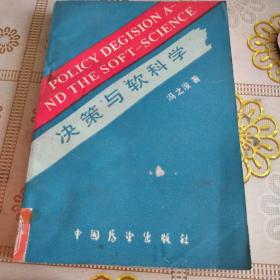 POLICY DEGISION A-
ND THE SOFT-SCIENCE
决策与软科学
冯之浚 著
中国展望出版社